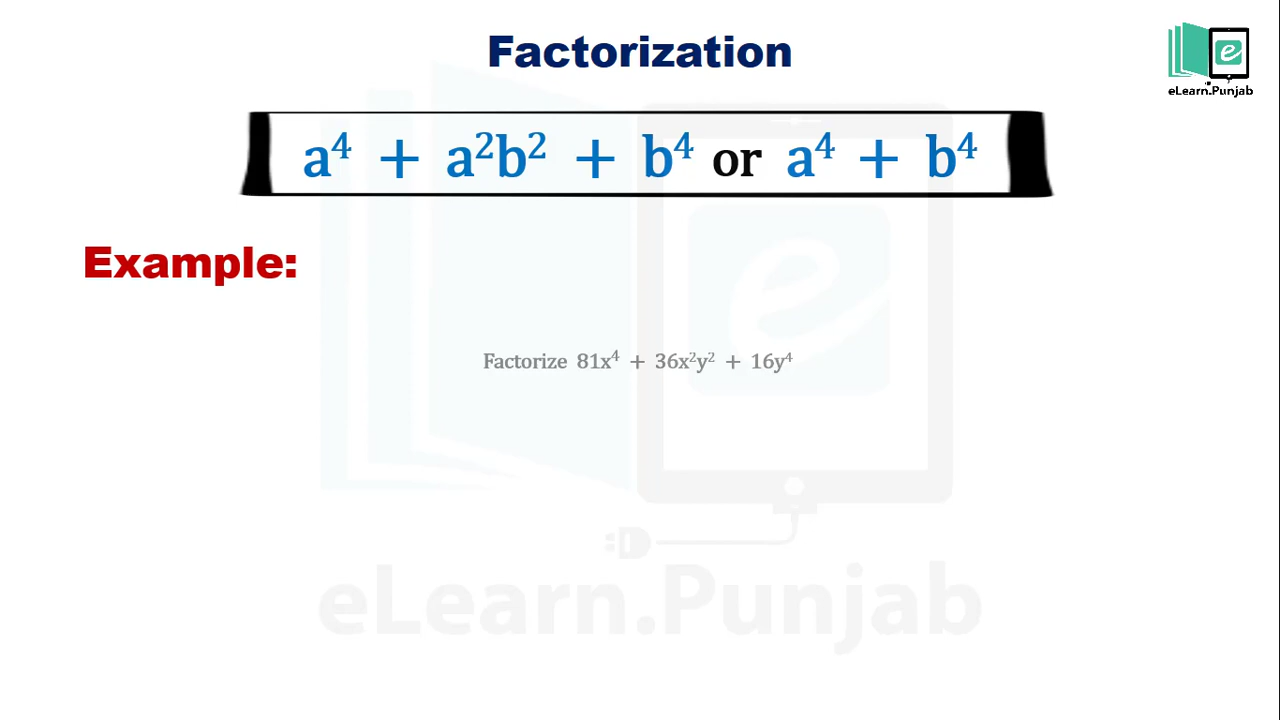 Factorization
eLearn.Punjab
a⁴ + a²b² + b⁴ or a⁴ + b⁴
Example:
Factorize 81x⁴ + 36x²y² + 16y⁴
eLearn.Punjab